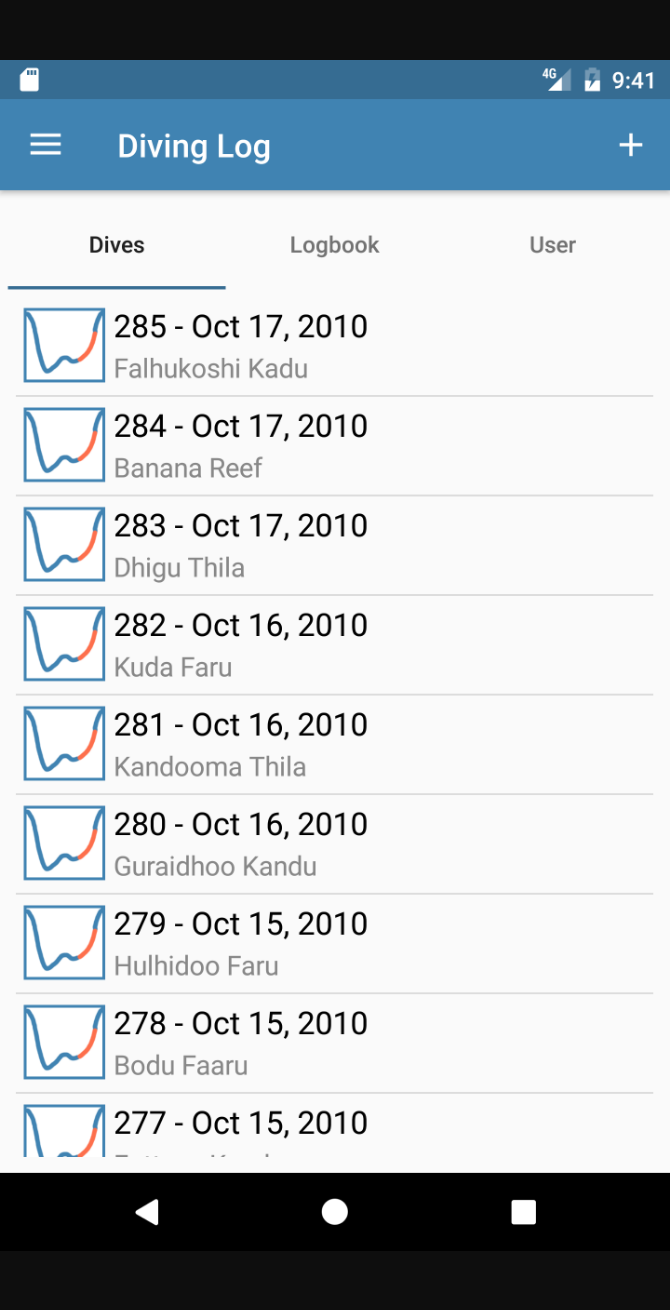 4G 9:41
Diving Log
Dives Logbook User
285 - Oct 17, 2010
Falhukoshi Kadu
284 - Oct 17, 2010
Banana Reef
283 - Oct 17, 2010
Dhigu Thila
282 - Oct 16, 2010
Kuda Faru
281 - Oct 16, 2010
Kandooma Thila
280 - Oct 16, 2010
Guraidhoo Kandu
279 - Oct 15, 2010
Hulhidoo Faru
278 - Oct 15, 2010
Bodu Faaru
277 - Oct 15, 2010